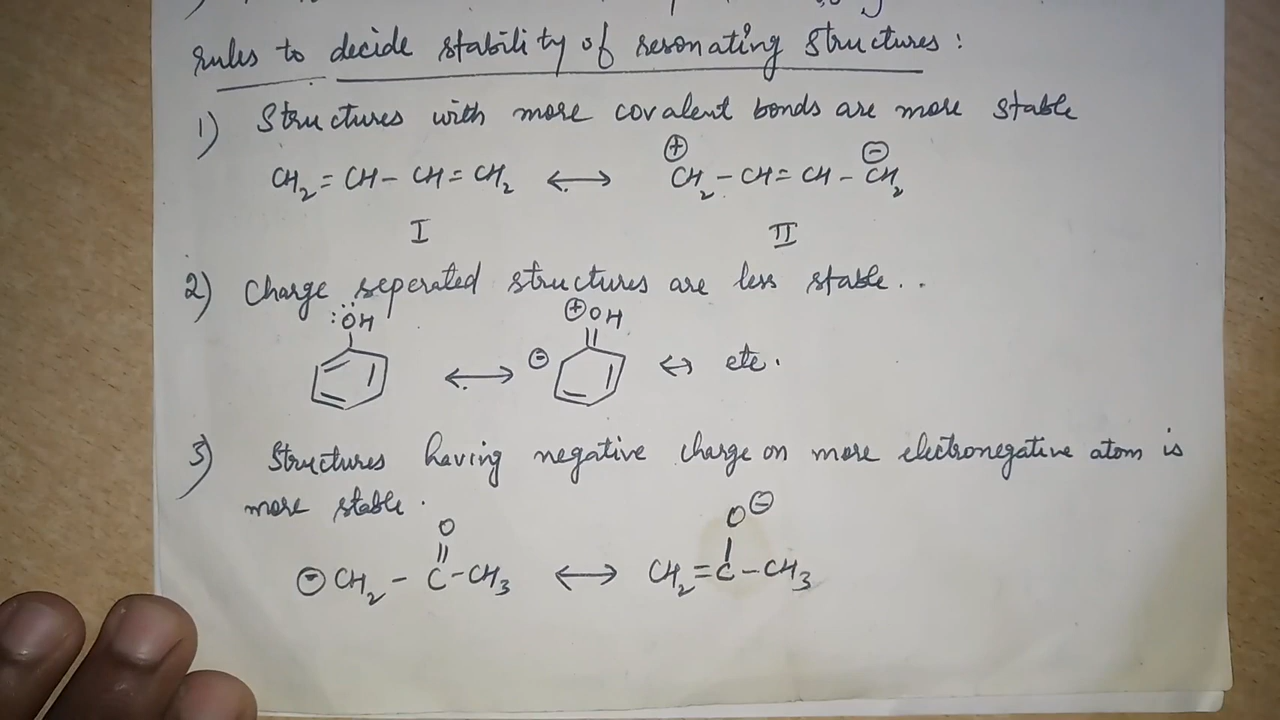 rules to decide stability of resonating structures :
1) Structures with more covalent bonds are more stable
CH2 = CH - CH = CH2 ⟷ ⊕CH2 - CH = CH - ⊖CH2
I II
2) Charge seperated structures are less stable . .
:ÖH ⊕OH
⟷ ⊖ ↔ etc.
3) Structures having negative charge on more electronegative atom is
more stable .
O O⊖
⊖ CH2 - C - CH3 ⟷ CH2 = C - CH3